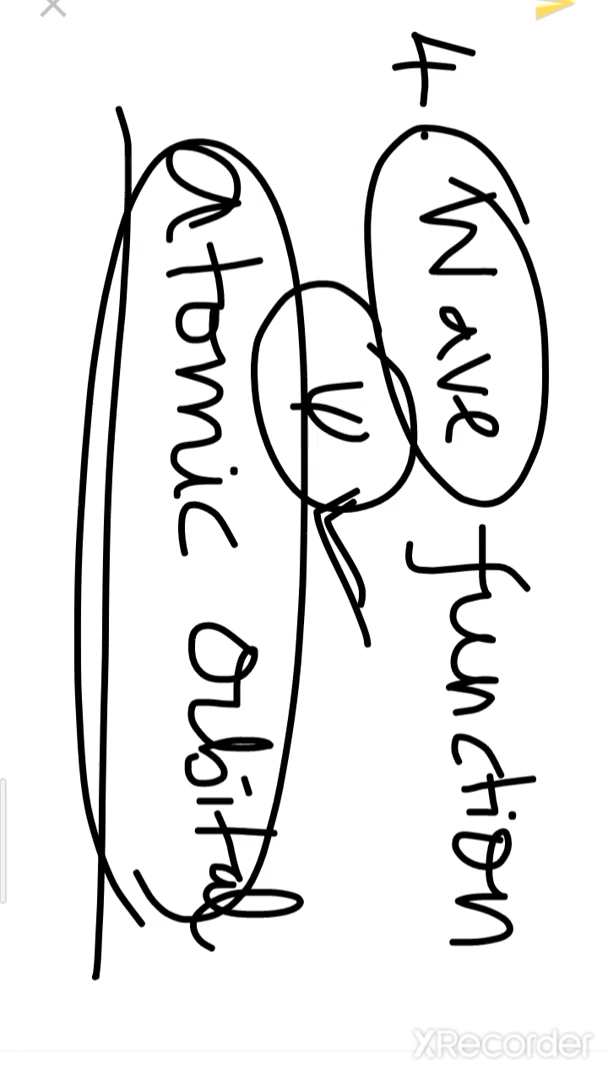 4. Wave function
ψ
atomic orbital
XRecorder